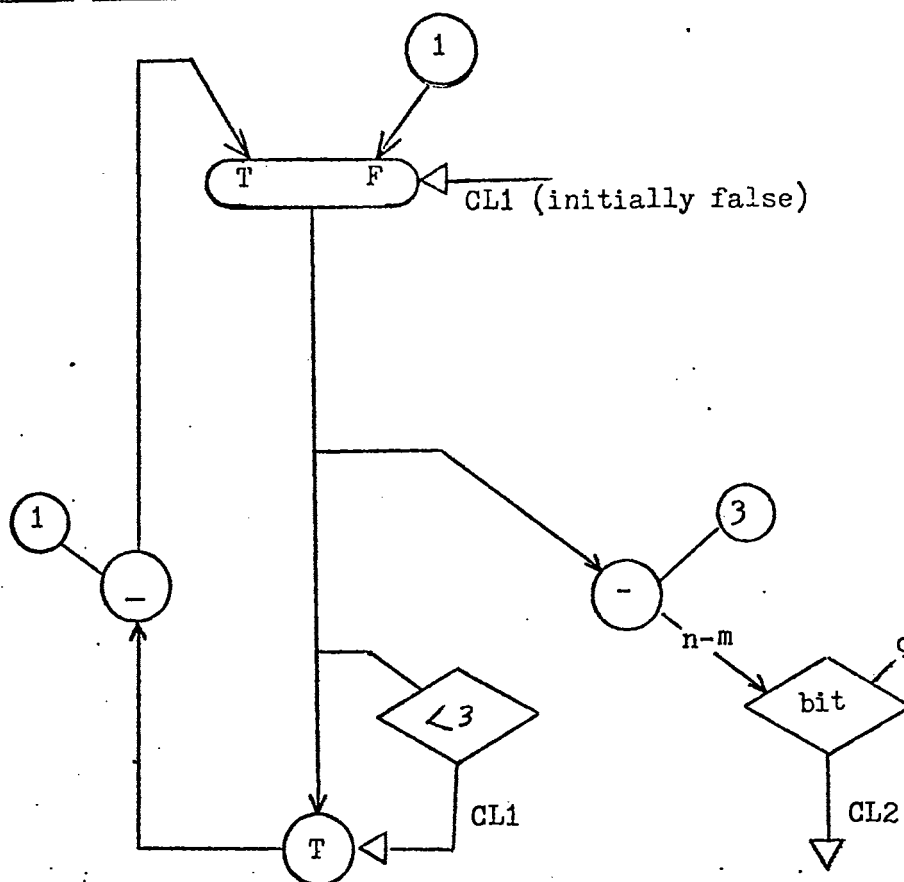 1
T F
CL1 (initially false)
1
3
-
-
n-m
bit
<3
CL1
T
CL2